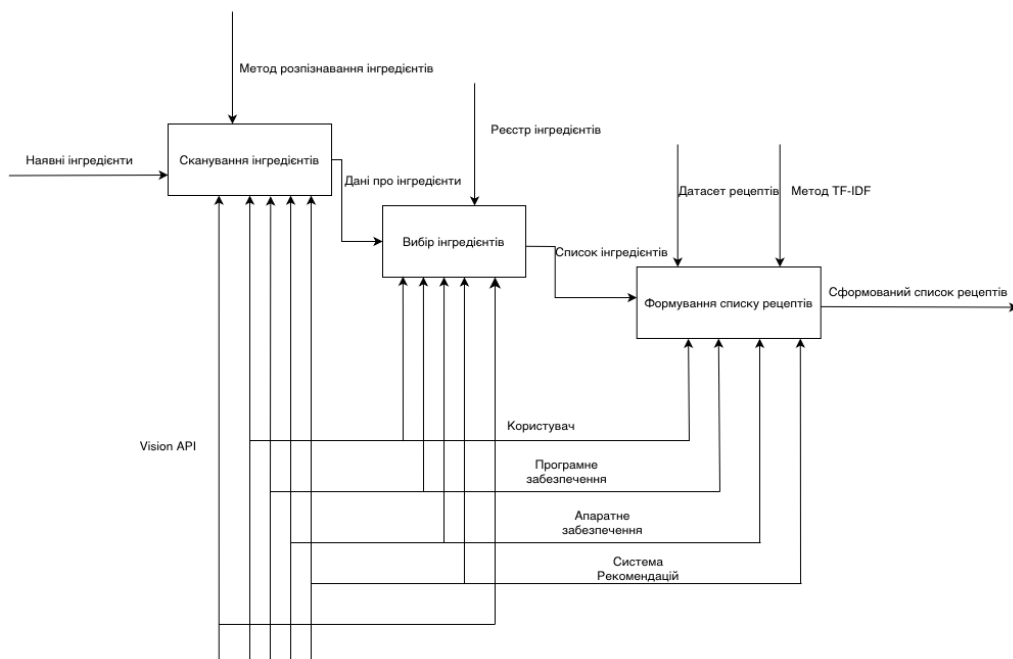 Метод розпізнавання інгредієнтів
Реєстр інгредієнтів
Наявні інгредієнти
Сканування інгредієнтів
Дані про інгредієнти
Датасет рецептів
Метод TF-IDF
Вибір інгредієнтів
Список інгредієнтів
Сформований список рецептів
Формування списку рецептів
Користувач
Vision API
Програмне
забезпечення
Апаратне
забезпечення
Система
Рекомендацій